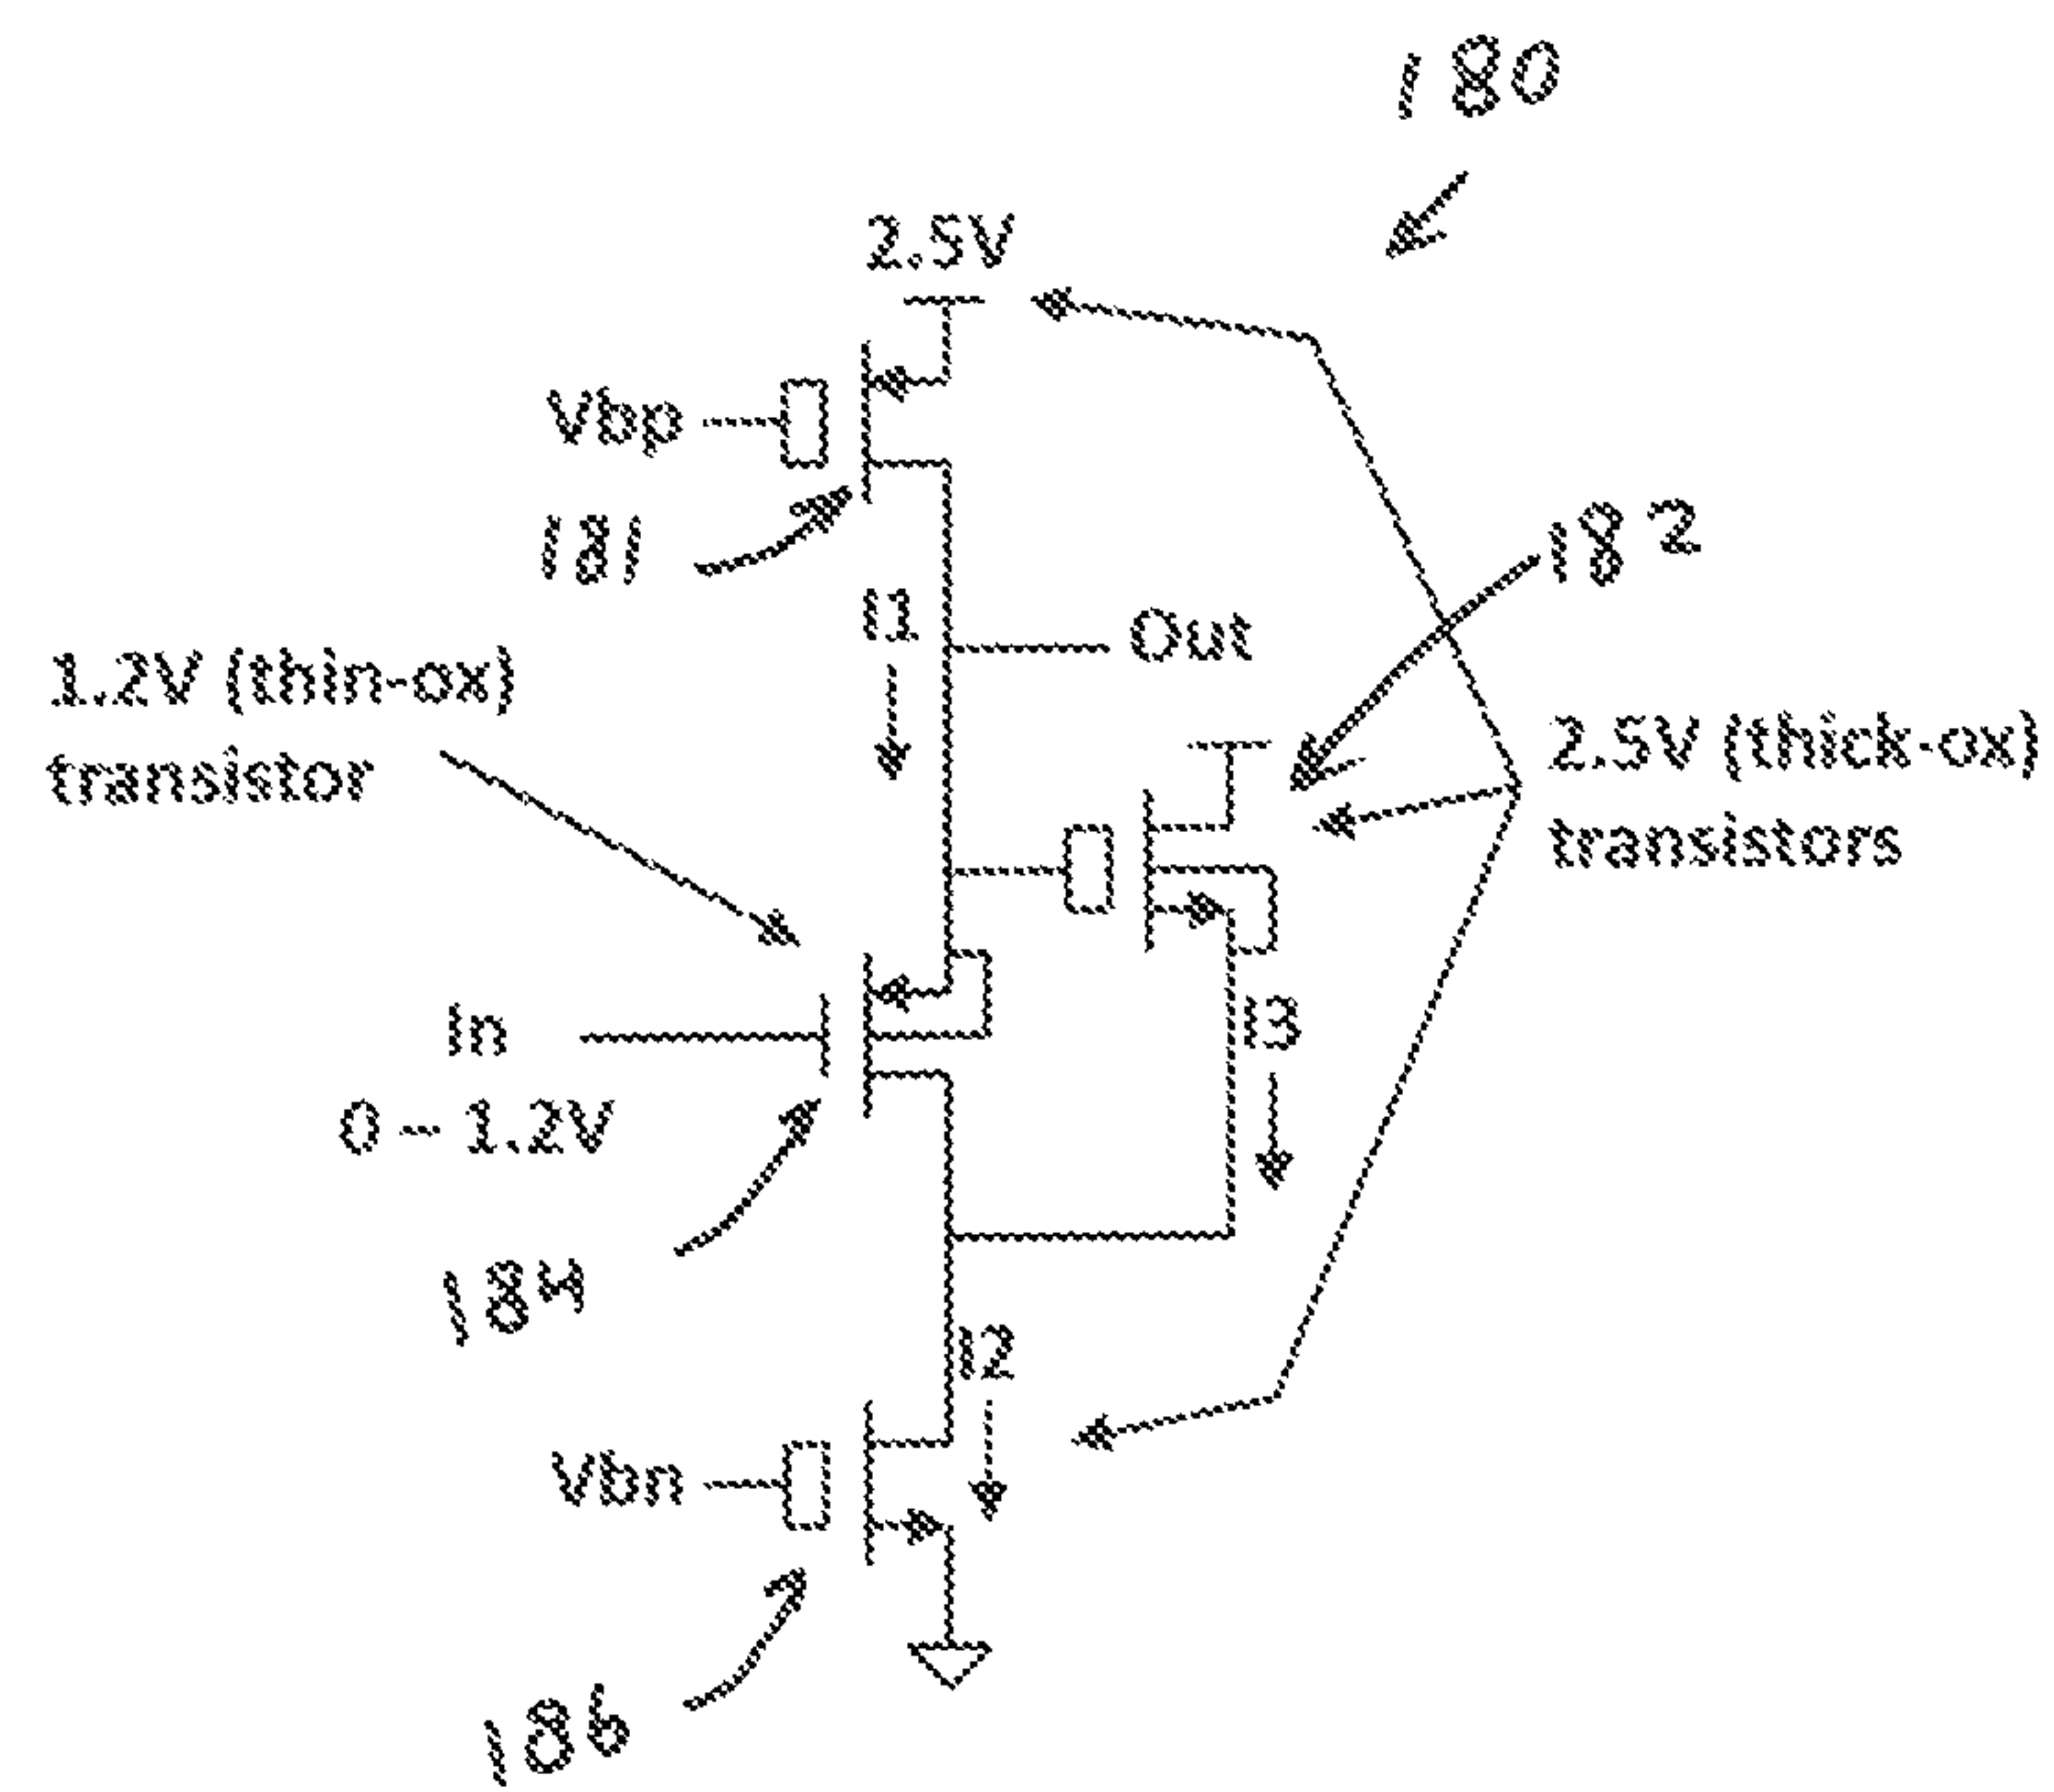 180
2.5V
Vbp
181
182
I1
Out
1.2V (thin-ox)
transistor
2.5V (thick-ox)
transistors
In
0 – 1.2V
I3
184
I2
Vbn
186